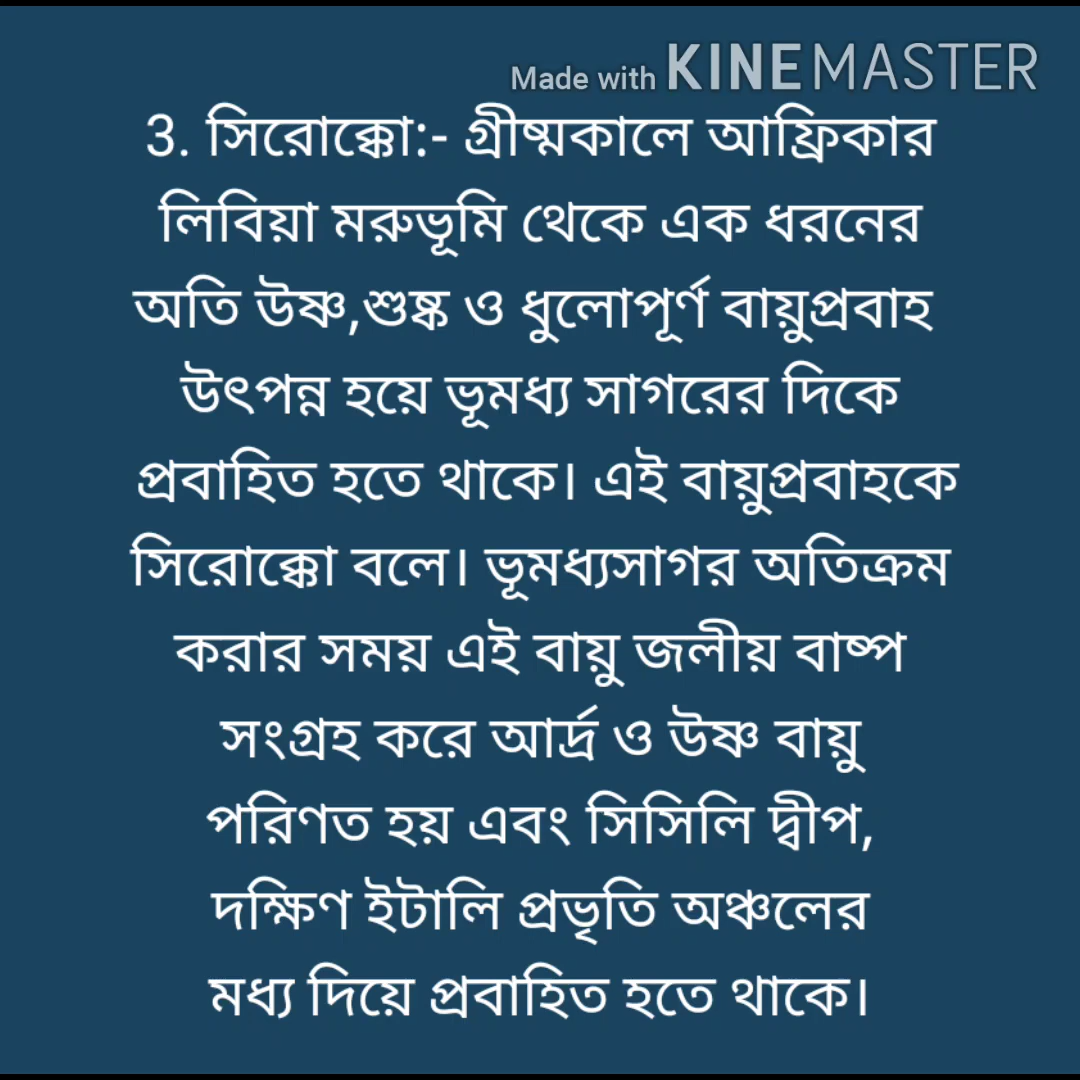 Made with KINEMASTER
3. সিরোক্কো:- গ্রীষ্মকালে আফ্রিকার
লিবিয়া মরুভূমি থেকে এক ধরনের
অতি উষ্ণ,শুষ্ক ও ধুলোপূর্ণ বায়ুপ্রবাহ
উৎপন্ন হয়ে ভূমধ্য সাগরের দিকে
প্রবাহিত হতে থাকে। এই বায়ুপ্রবাহকে
সিরোক্কো বলে। ভূমধ্যসাগর অতিক্রম
করার সময় এই বায়ু জলীয় বাষ্প
সংগ্রহ করে আর্দ্র ও উষ্ণ বায়ু
পরিণত হয় এবং সিসিলি দ্বীপ,
দক্ষিণ ইটালি প্রভৃতি অঞ্চলের
মধ্য দিয়ে প্রবাহিত হতে থাকে।